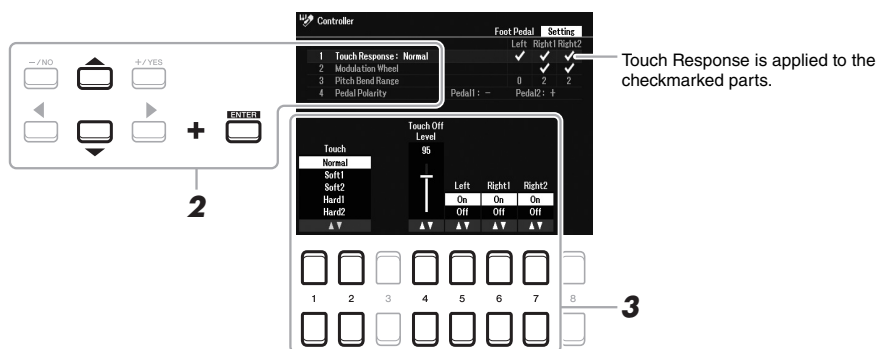 Controller
Foot Pedal Setting
Left Right1 Right2
1 Touch Response: Normal ✓ ✓ ✓
2 Modulation Wheel ✓ ✓
3 Pitch Bend Range 0 2 2
4 Pedal Polarity Pedal1: − Pedal2: +
Touch Response is applied to the
checkmarked parts.
−/NO +/YES
ENTER
+
2
Touch Off
Level
Touch 95
Normal
Soft1
Soft2 Left Right1 Right2
Hard1 On On On
Hard2 Off Off Off
1 2 3 4 5 6 7 8
3